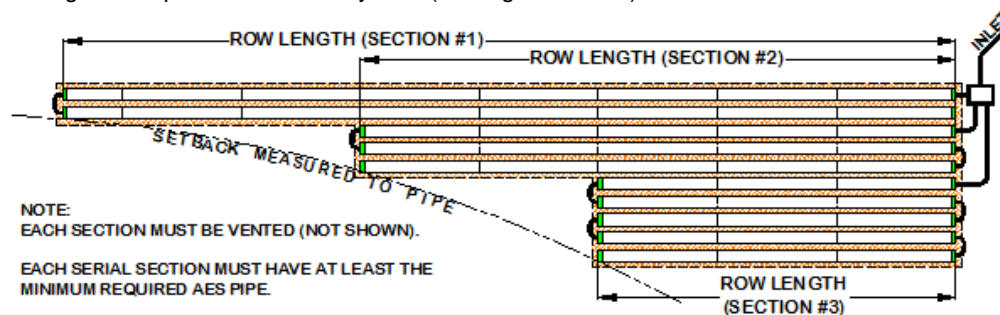 ROW LENGTH (SECTION #1)
ROW LENGTH (SECTION #2)
INLE
SETBACK MEASURED TO PIPE
NOTE:
EACH SECTION MUST BE VENTED (NOT SHOWN).
EACH SERIAL SECTION MUST HAVE AT LEAST THE
MINIMUM REQUIRED AES PIPE.
ROW LENGTH
(SECTION #3)